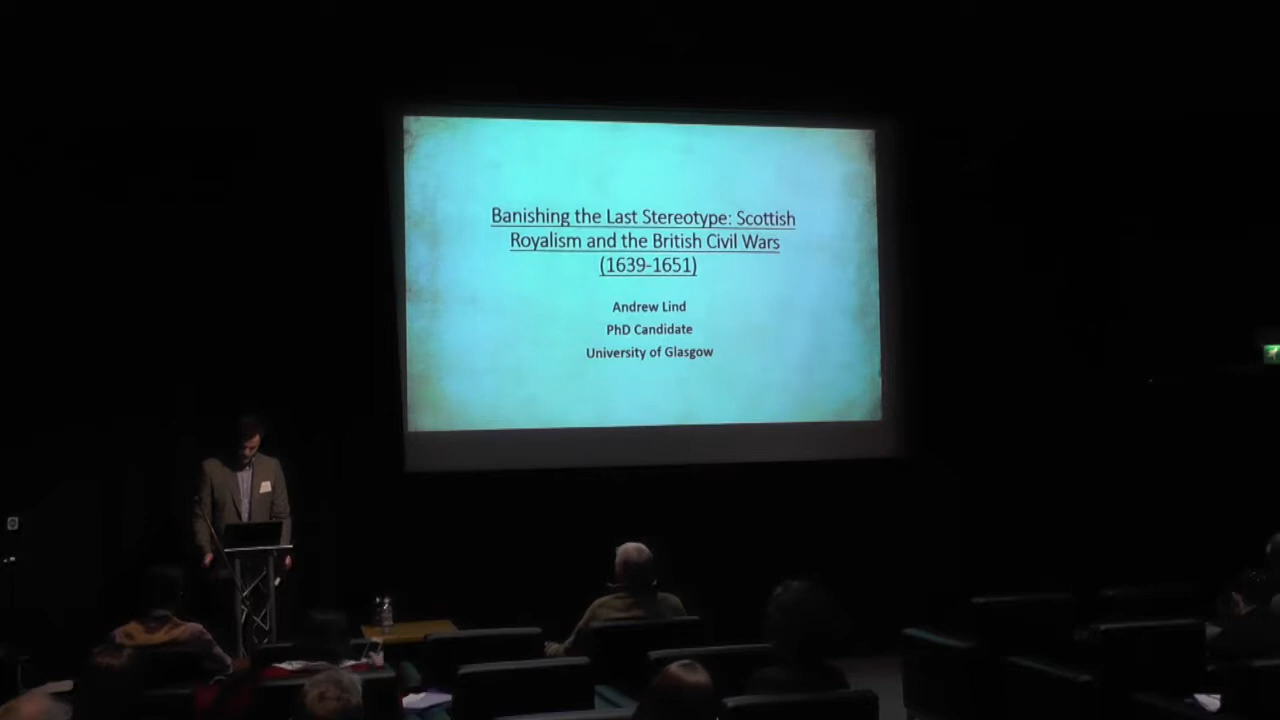 Banishing the Last Stereotype: Scottish
Royalism and the British Civil Wars
(1639-1651)
Andrew Lind
PhD Candidate
University of Glasgow